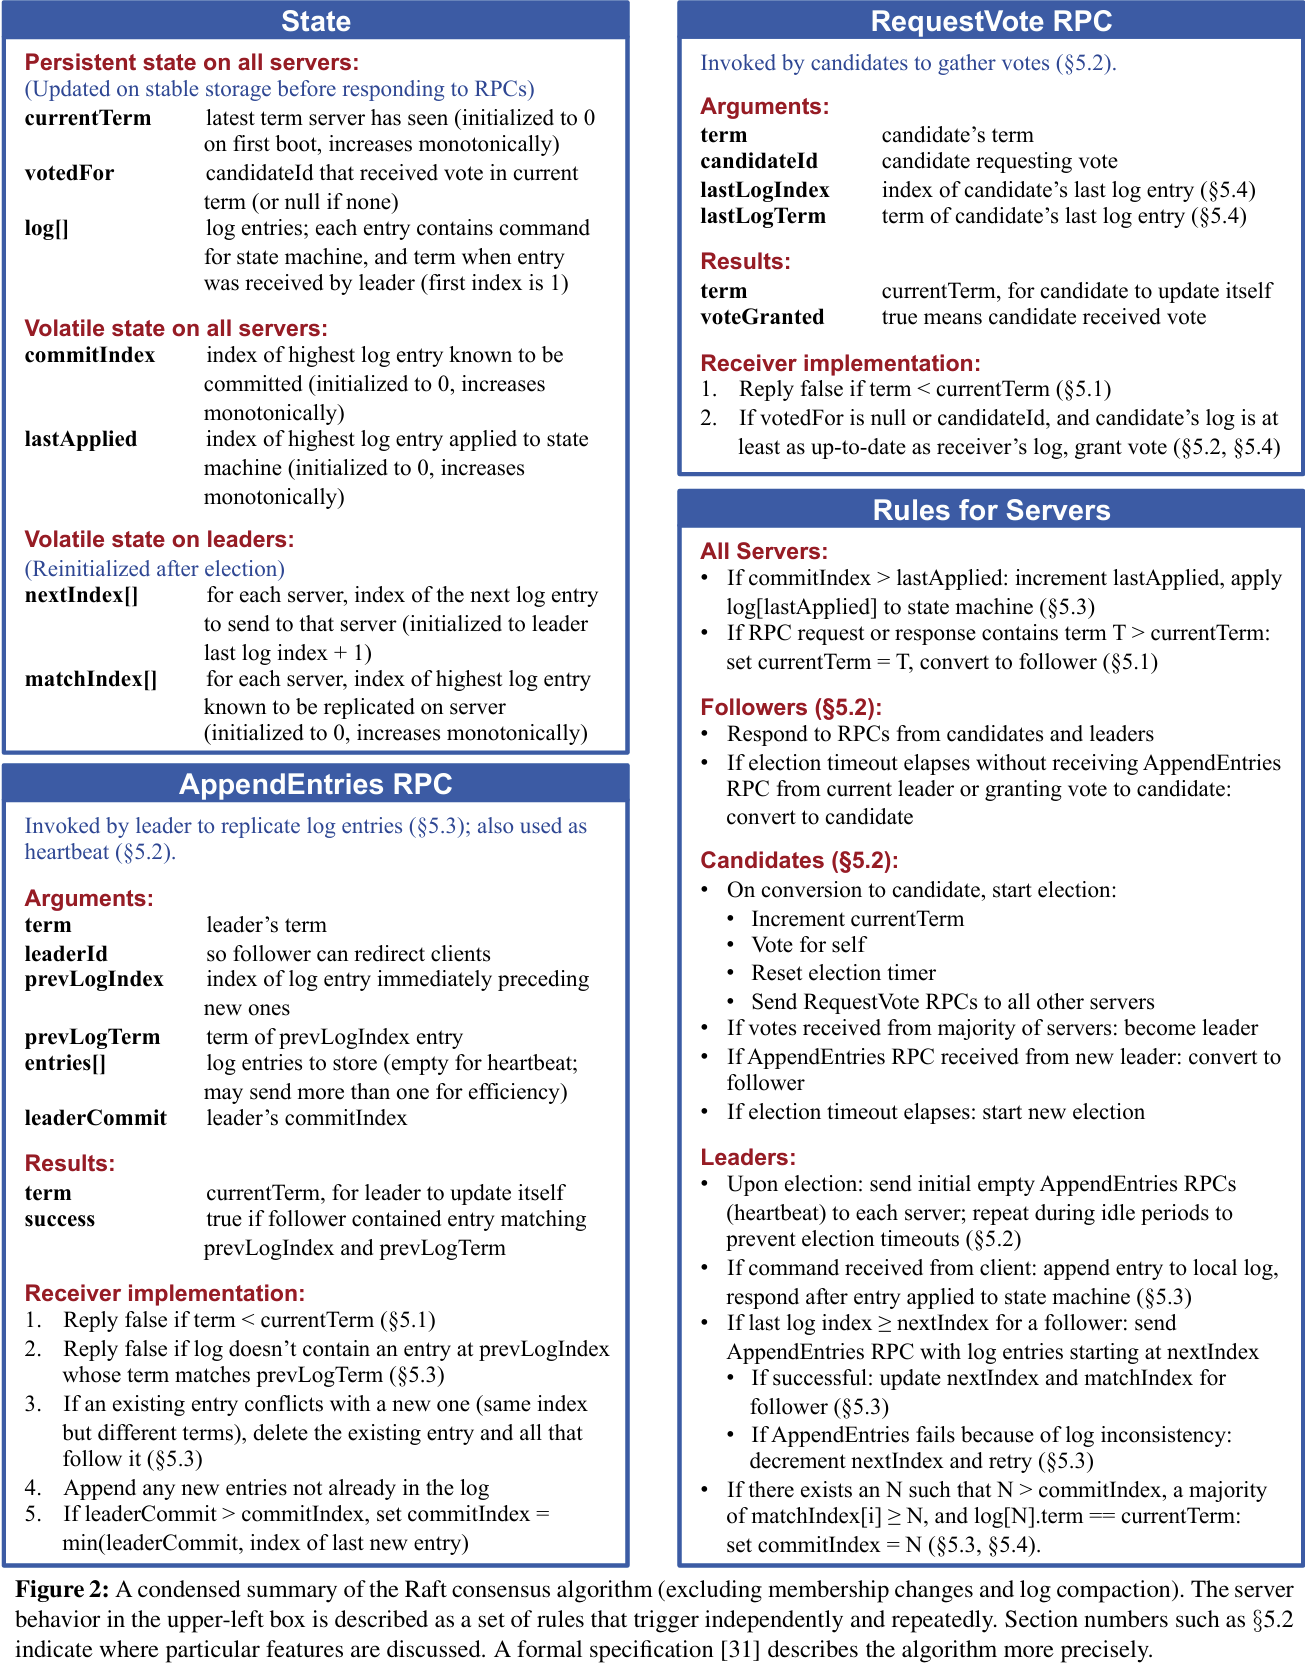 State
Persistent state on all servers:
(Updated on stable storage before responding to RPCs)
currentTerm latest term server has seen (initialized to 0
on first boot, increases monotonically)
votedFor candidateId that received vote in current
term (or null if none)
log[] log entries; each entry contains command
for state machine, and term when entry
was received by leader (first index is 1)
Volatile state on all servers:
commitIndex index of highest log entry known to be
committed (initialized to 0, increases
monotonically)
lastApplied index of highest log entry applied to state
machine (initialized to 0, increases
monotonically)
Volatile state on leaders:
(Reinitialized after election)
nextIndex[] for each server, index of the next log entry
to send to that server (initialized to leader
last log index + 1)
matchIndex[] for each server, index of highest log entry
known to be replicated on server
(initialized to 0, increases monotonically)
AppendEntries RPC
Invoked by leader to replicate log entries (§5.3); also used as
heartbeat (§5.2).
Arguments:
term leader’s term
leaderId so follower can redirect clients
prevLogIndex index of log entry immediately preceding
new ones
prevLogTerm term of prevLogIndex entry
entries[] log entries to store (empty for heartbeat;
may send more than one for efficiency)
leaderCommit leader’s commitIndex
Results:
term currentTerm, for leader to update itself
success true if follower contained entry matching
prevLogIndex and prevLogTerm
Receiver implementation:
1. Reply false if term < currentTerm (§5.1)
2. Reply false if log doesn’t contain an entry at prevLogIndex
whose term matches prevLogTerm (§5.3)
3. If an existing entry conflicts with a new one (same index
but different terms), delete the existing entry and all that
follow it (§5.3)
4. Append any new entries not already in the log
5. If leaderCommit > commitIndex, set commitIndex =
min(leaderCommit, index of last new entry)
RequestVote RPC
Invoked by candidates to gather votes (§5.2).
Arguments:
term candidate’s term
candidateId candidate requesting vote
lastLogIndex index of candidate’s last log entry (§5.4)
lastLogTerm term of candidate’s last log entry (§5.4)
Results:
term currentTerm, for candidate to update itself
voteGranted true means candidate received vote
Receiver implementation:
1. Reply false if term < currentTerm (§5.1)
2. If votedFor is null or candidateId, and candidate’s log is at
least as up-to-date as receiver’s log, grant vote (§5.2, §5.4)
Rules for Servers
All Servers:
• If commitIndex > lastApplied: increment lastApplied, apply
log[lastApplied] to state machine (§5.3)
• If RPC request or response contains term T > currentTerm:
set currentTerm = T, convert to follower (§5.1)
Followers (§5.2):
• Respond to RPCs from candidates and leaders
• If election timeout elapses without receiving AppendEntries
RPC from current leader or granting vote to candidate:
convert to candidate
Candidates (§5.2):
• On conversion to candidate, start election:
• Increment currentTerm
• Vote for self
• Reset election timer
• Send RequestVote RPCs to all other servers
• If votes received from majority of servers: become leader
• If AppendEntries RPC received from new leader: convert to
follower
• If election timeout elapses: start new election
Leaders:
• Upon election: send initial empty AppendEntries RPCs
(heartbeat) to each server; repeat during idle periods to
prevent election timeouts (§5.2)
• If command received from client: append entry to local log,
respond after entry applied to state machine (§5.3)
• If last log index ≥ nextIndex for a follower: send
AppendEntries RPC with log entries starting at nextIndex
• If successful: update nextIndex and matchIndex for
follower (§5.3)
• If AppendEntries fails because of log inconsistency:
decrement nextIndex and retry (§5.3)
• If there exists an N such that N > commitIndex, a majority
of matchIndex[i] ≥ N, and log[N].term == currentTerm:
set commitIndex = N (§5.3, §5.4).
Figure 2: A condensed summary of the Raft consensus algorithm (excluding membership changes and log compaction). The server
behavior in the upper-left box is described as a set of rules that trigger independently and repeatedly. Section numbers such as §5.2
indicate where particular features are discussed. A formal specification [31] describes the algorithm more precisely.